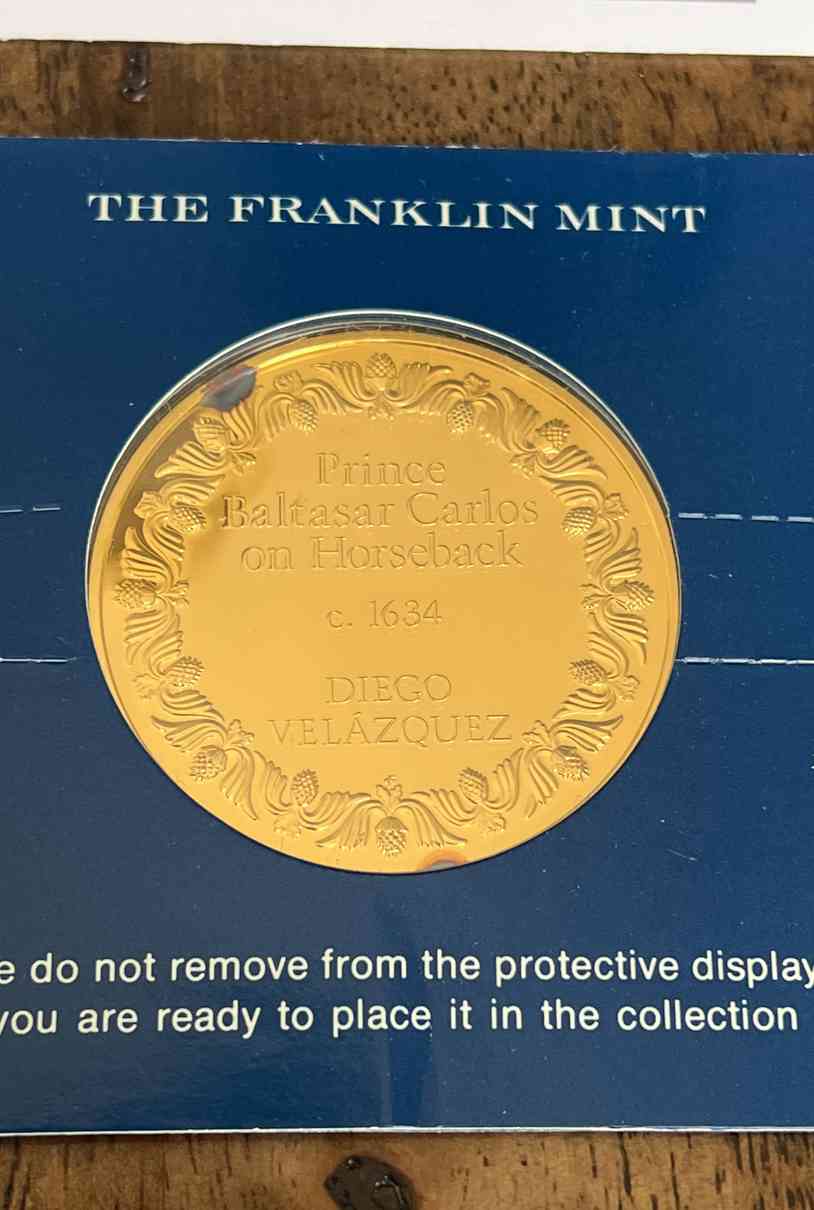 THE FRANKLIN MINT
Prince
Baltasar Carlos
on Horseback
c. 1634
DIEGO
VELÁZQUEZ
e do not remove from the protective display
you are ready to place it in the collection